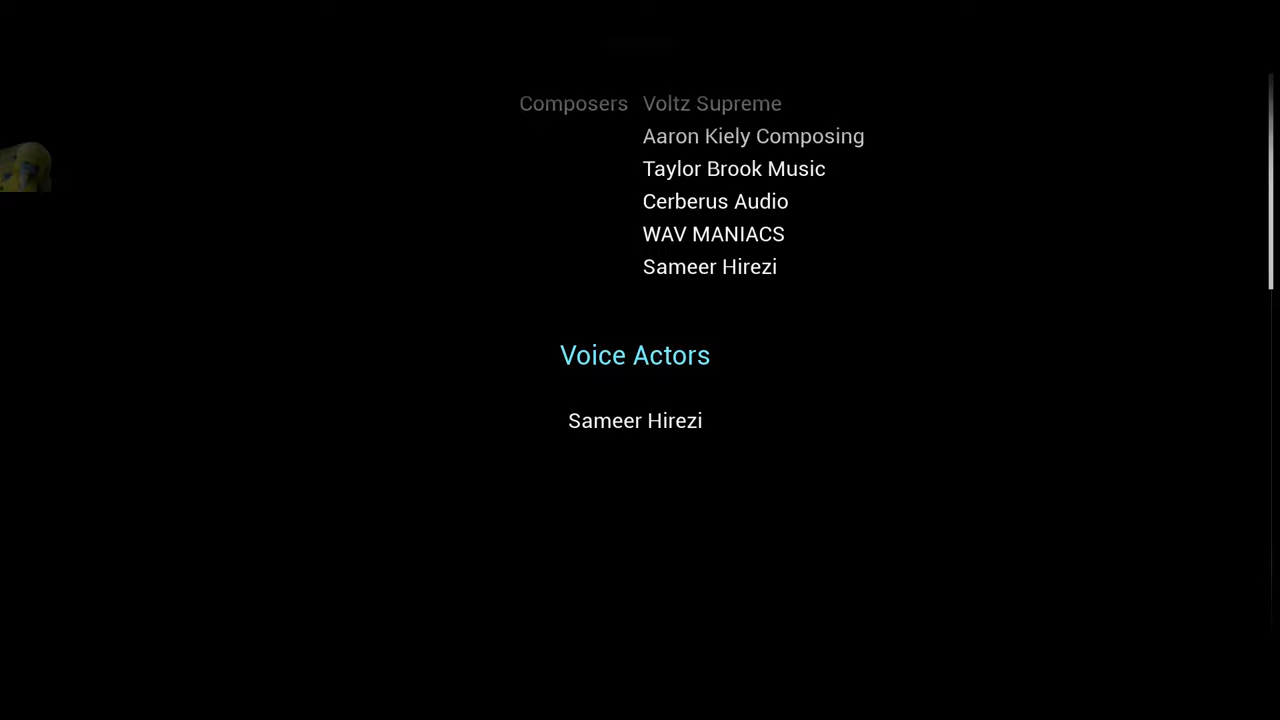 Composers Voltz Supreme
Aaron Kiely Composing
Taylor Brook Music
Cerberus Audio
WAV MANIACS
Sameer Hirezi
Voice Actors
Sameer Hirezi